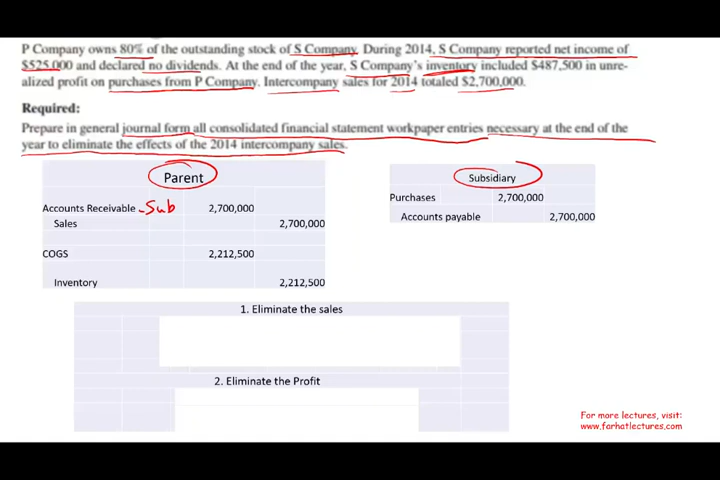 P Company owns 80% of the outstanding stock of S Company. During 2014, S Company reported net income of
$525,000 and declared no dividends. At the end of the year, S Company's inventory included $487,500 in unre-
alized profit on purchases from P Company. Intercompany sales for 2014 totaled $2,700,000.
Required:
Prepare in general journal form all consolidated financial statement workpaper entries necessary at the end of the
year to eliminate the effects of the 2014 intercompany sales.
Parent
Accounts Receivable - Sub 2,700,000
Sales 2,700,000
COGS 2,212,500
Inventory 2,212,500
Subsidiary
Purchases 2,700,000
Accounts payable 2,700,000
1. Eliminate the sales
2. Eliminate the Profit
For more lectures, visit:
www.farhatlectures.com